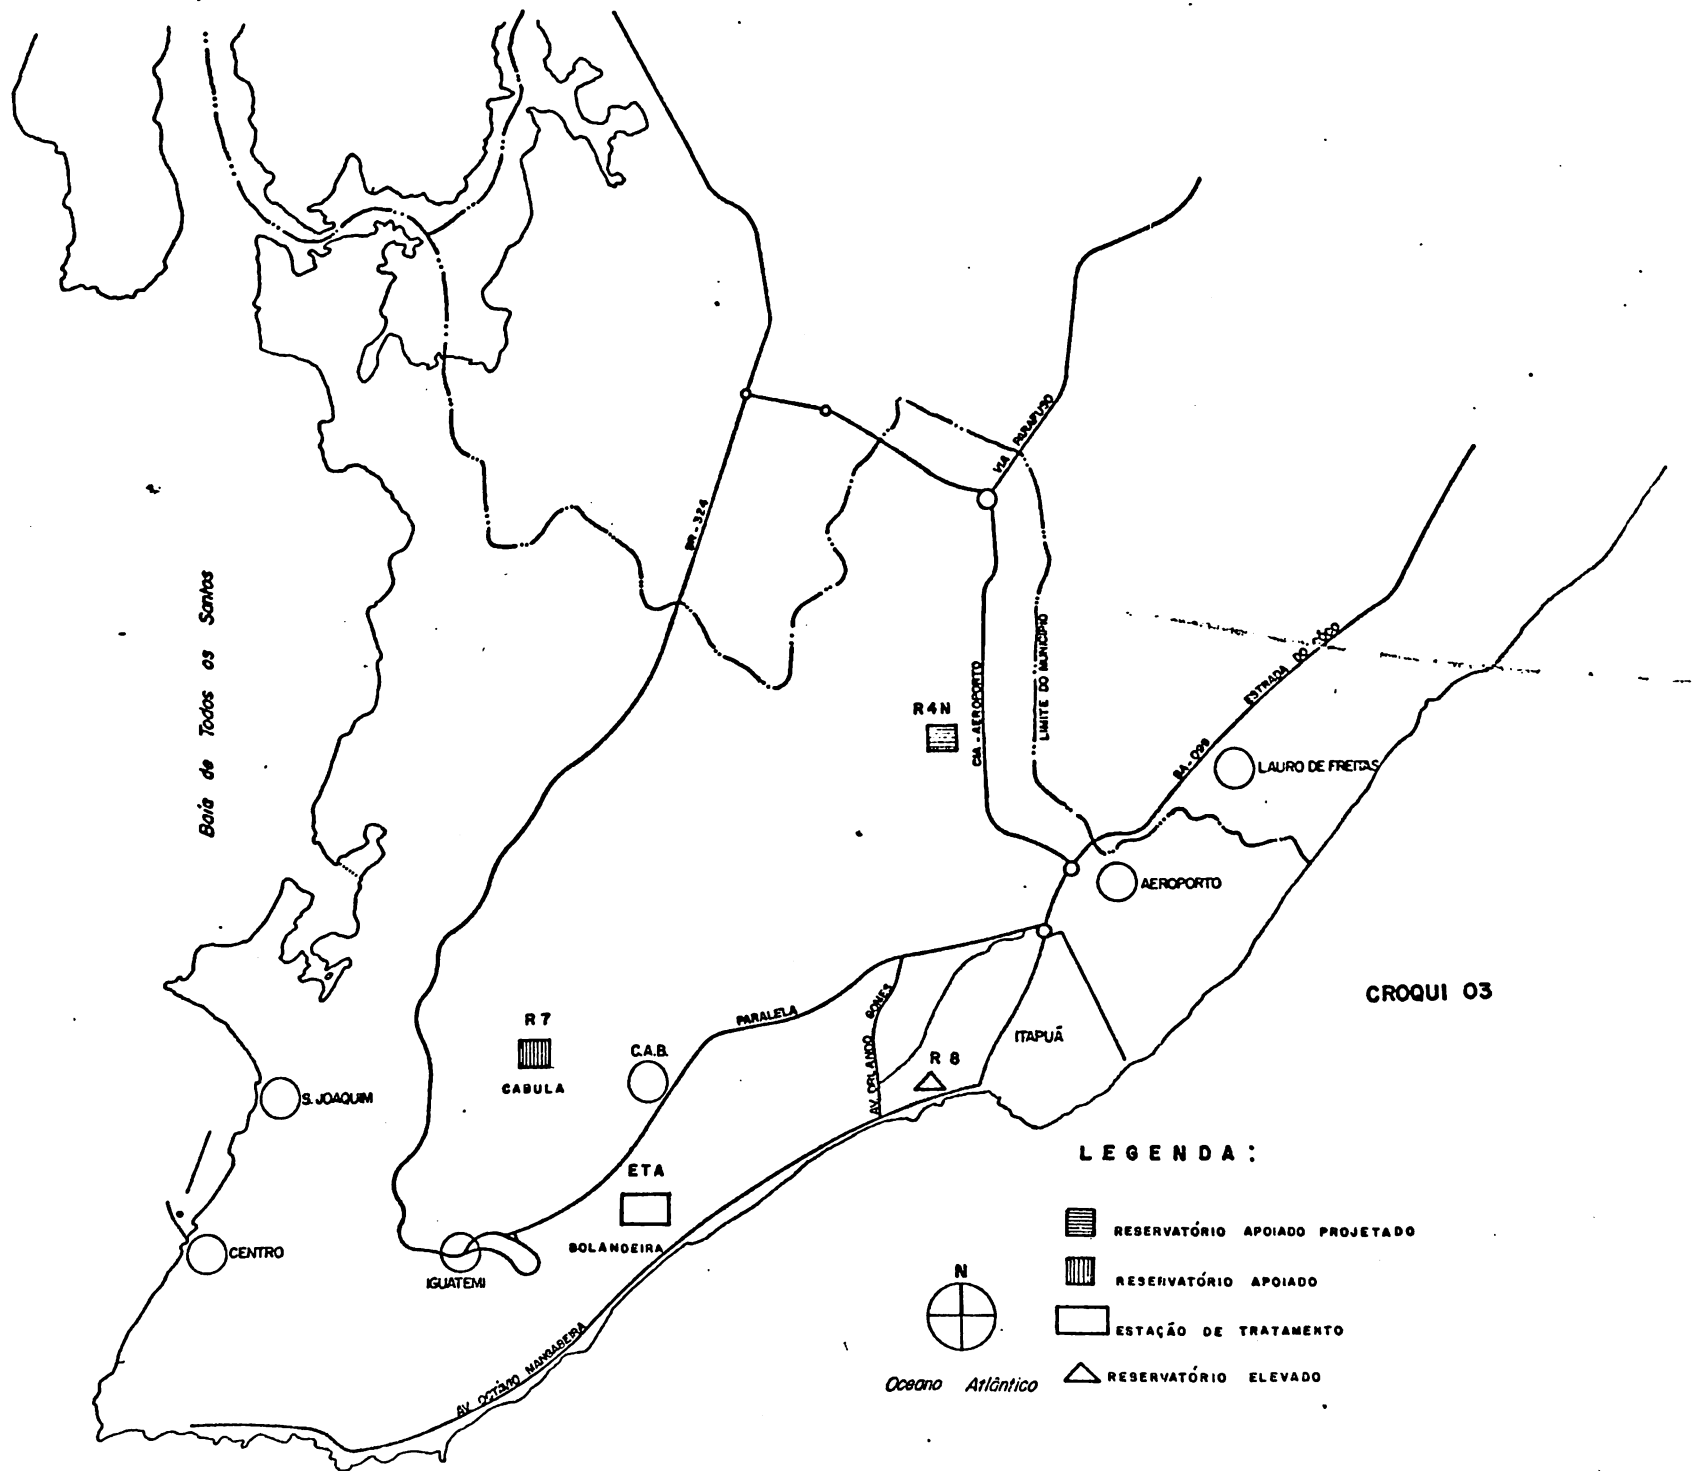 VIA PARAFUSO
BR-324
Baia de Todos os Santos
LIMITE DO MUNICÍPIO
ESTRADA DO COCO
CIA - AEROPORTO
R4N
BA-099
LAURO DE FREITAS
AEROPORTO
CROQUI 03
PARALELA
AV. ORLANDO GOMES
ITAPUÃ
R 7
CABULA
C.A.B.
R 8
S. JOAQUIM
ETA
BOLANDEIRA
CENTRO
IGUATEMI
AV. OCTÁVIO MANGABEIRA
N
Oceano Atlântico
LEGENDA:
RESERVATÓRIO APOIADO PROJETADO
RESERVATÓRIO APOIADO
ESTAÇÃO DE TRATAMENTO
RESERVATÓRIO ELEVADO